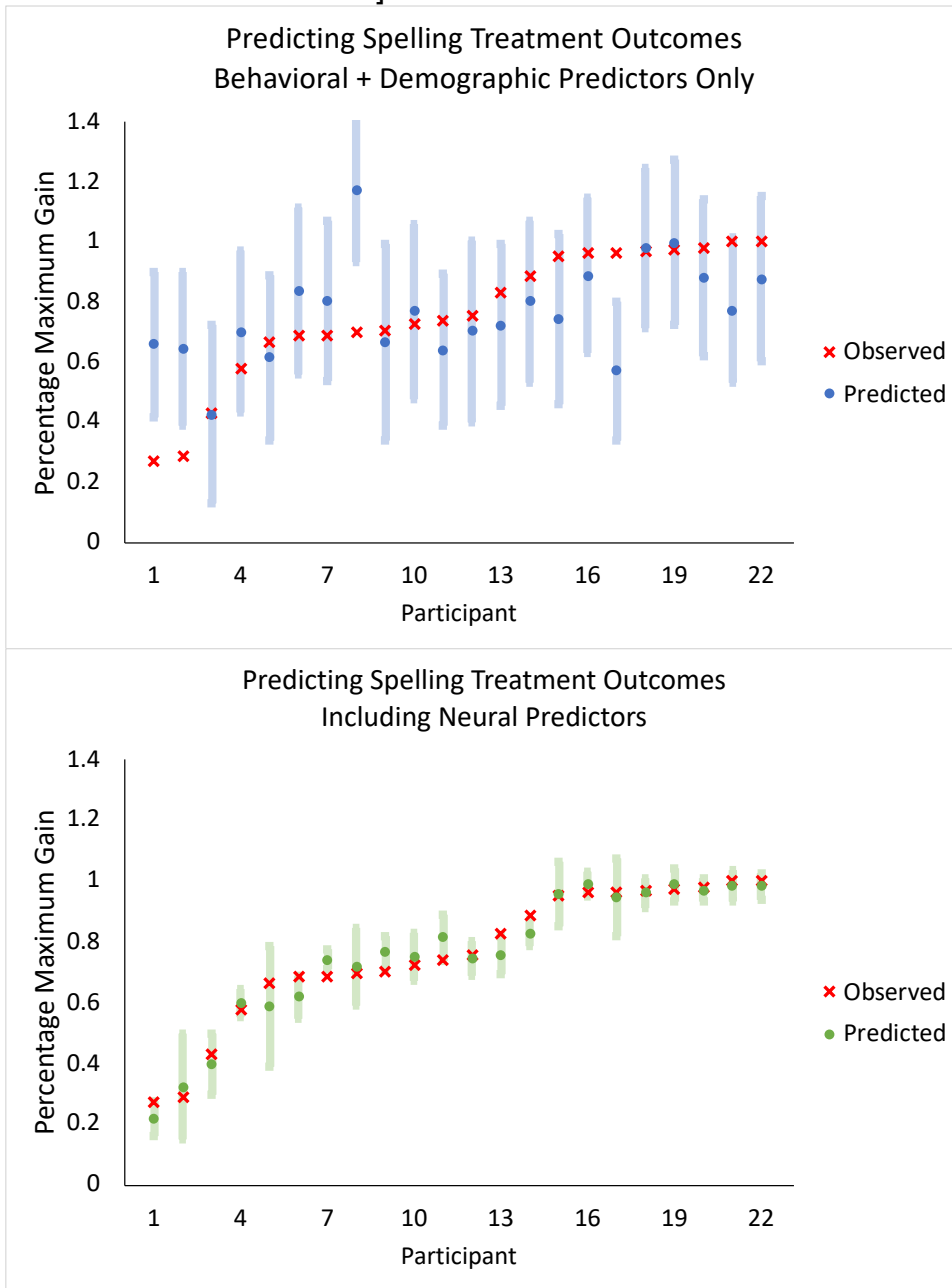 ]
Predicting Spelling Treatment Outcomes
Behavioral + Demographic Predictors Only
Percentage Maximum Gain
1.4
1.2
1
0.8
0.6
0.4
0.2
0
1 4 7 10 13 16 19 22
Participant
Observed
Predicted
Predicting Spelling Treatment Outcomes
Including Neural Predictors
Percentage Maximum Gain
1.4
1.2
1
0.8
0.6
0.4
0.2
0
1 4 7 10 13 16 19 22
Participant
Observed
Predicted